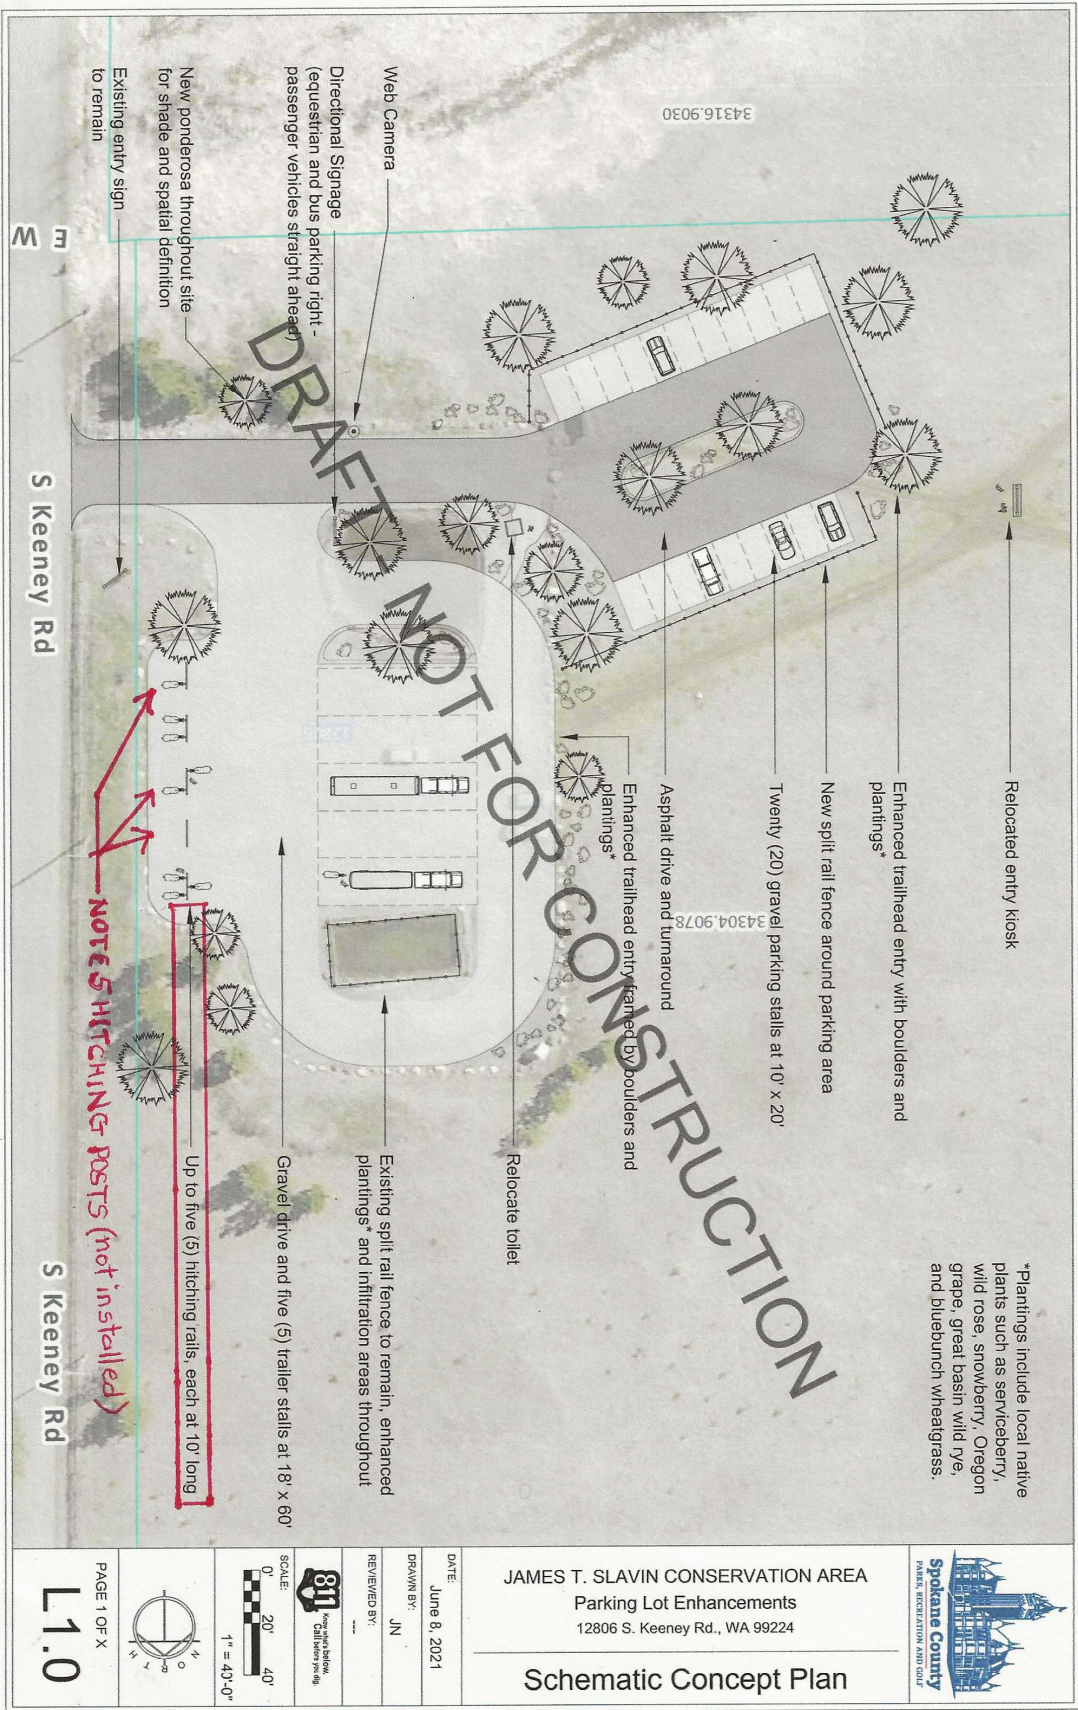 Relocated entry kiosk
Enhanced trailhead entry with boulders and
plantings*
New split rail fence around parking area
Twenty (20) gravel parking stalls at 10' x 20'
Asphalt drive and turnaround
Enhanced trailhead entry framed by boulders and
plantings*
Relocate toilet
Existing split rail fence to remain, enhanced
plantings* and infiltration areas throughout
Gravel drive and five (5) trailer stalls at 18' x 60'
Up to five (5) hitching rails, each at 10' long
NOTE 5 HITCHING POSTS (not installed)
Web Camera
Directional Signage
(equestrian and bus parking right -
passenger vehicles straight ahead)
New ponderosa throughout site
for shade and spatial definition
Existing entry sign
to remain
*Plantings include local native
plants such as serviceberry,
wild rose, snowberry, Oregon
grape, great basin wild rye,
and bluebunch wheatgrass.
34316.9030
34304.9078
12806
E
W
S Keeney Rd
S Keeney Rd
DRAFT - NOT FOR CONSTRUCTION
Spokane County
PARKS, RECREATION AND GOLF
JAMES T. SLAVIN CONSERVATION AREA
Parking Lot Enhancements
12806 S. Keeney Rd., WA 99224
Schematic Concept Plan
DATE:
June 8, 2021
DRAWN BY:
JN
REVIEWED BY:
---
811
Know what's below.
Call before you dig.
SCALE:
0' 20' 40'
1" = 40'-0"
NORTH
PAGE 1 OF X
L1.0